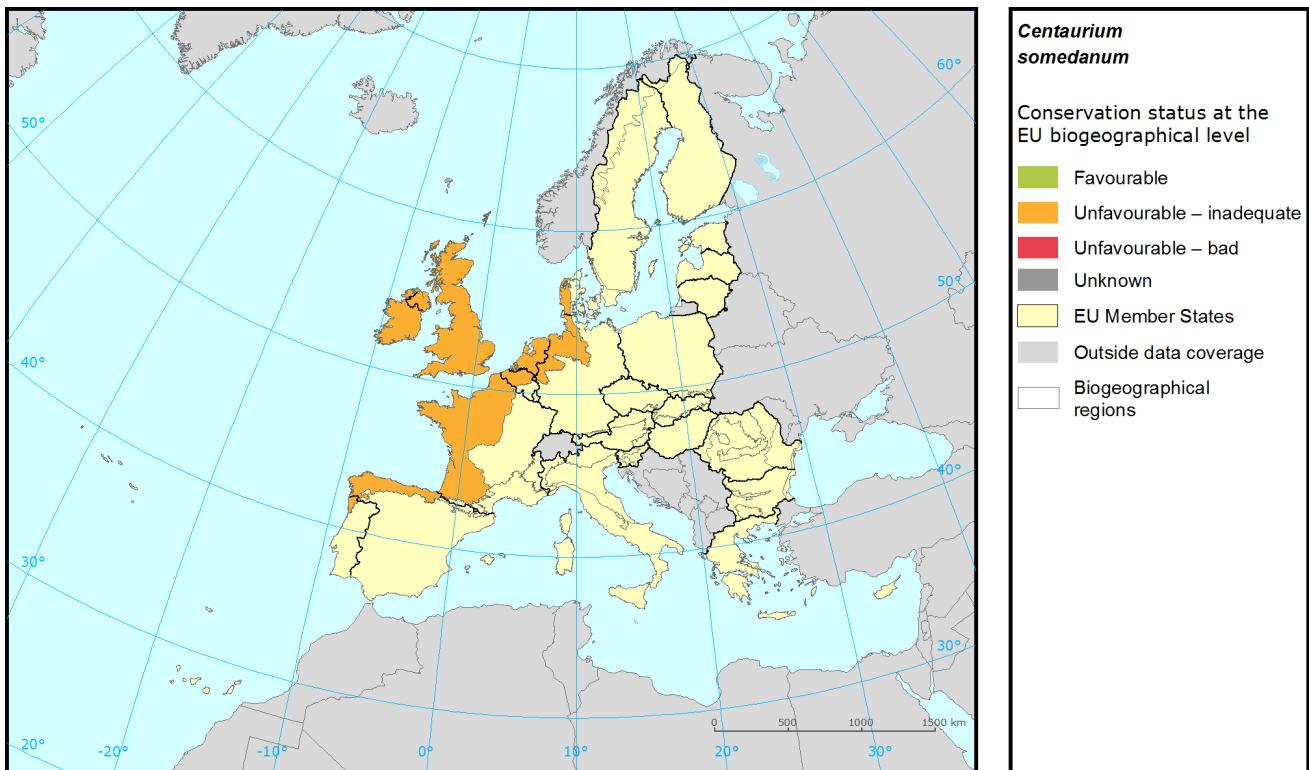 60°
50°
50°
40°
40°
30°
30°
20°
-20°
-10°
0°
10°
20°
30°
0 500 1000 1500 km
Centaurium
somedanum
Conservation status at the
EU biogeographical level
Favourable
Unfavourable – inadequate
Unfavourable – bad
Unknown
EU Member States
Outside data coverage
Biogeographical
regions